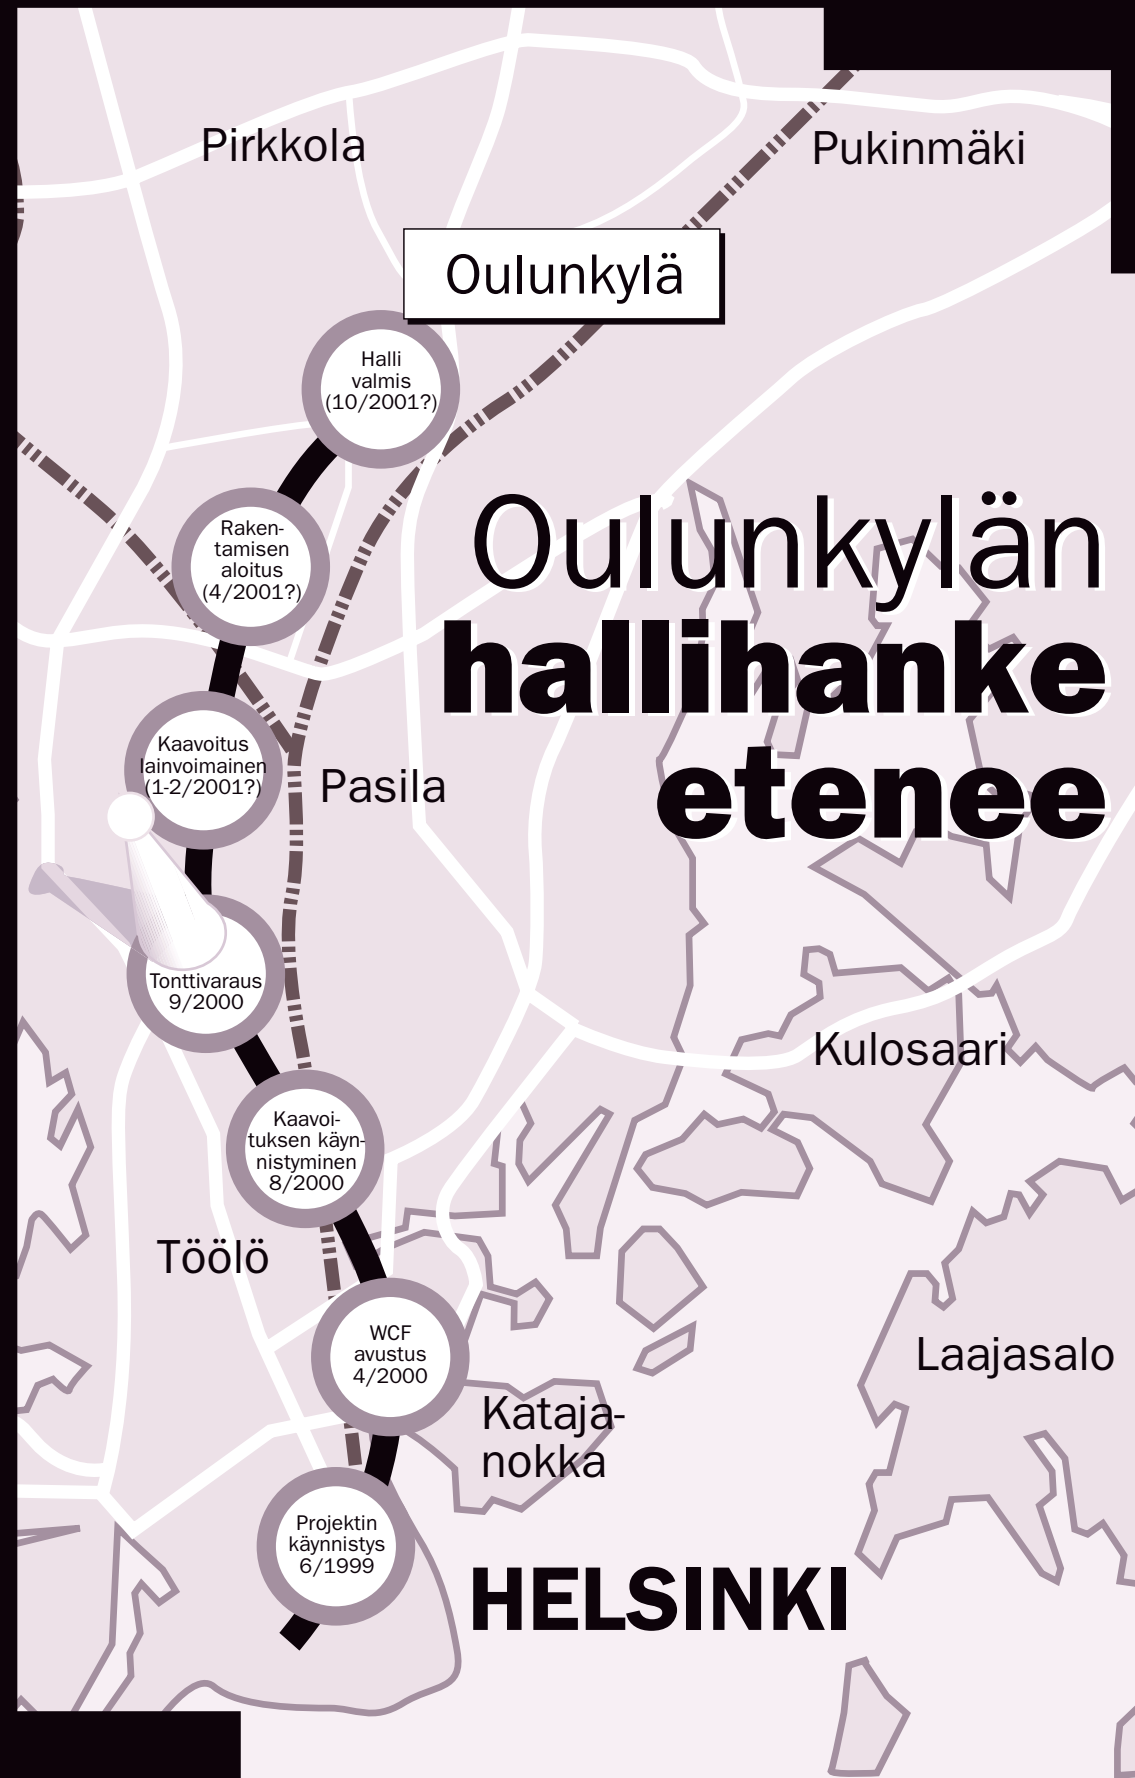 Pirkkola
Pukinmäki
Oulunkylä
Halli
valmis
(10/2001?)
Oulunkylän
hallihanke
etenee
Raken-
tamisen
aloitus
(4/2001?)
Kaavoitus
lainvoimainen
(1-2/2001?)
Pasila
Tonttivaraus
9/2000
Kulosaari
Kaavoi-
tuksen käyn-
nistyminen
8/2000
Töölö
WCF
avustus
4/2000
Laajasalo
Kataja-
nokka
Projektin
käynnistys
6/1999
HELSINKI